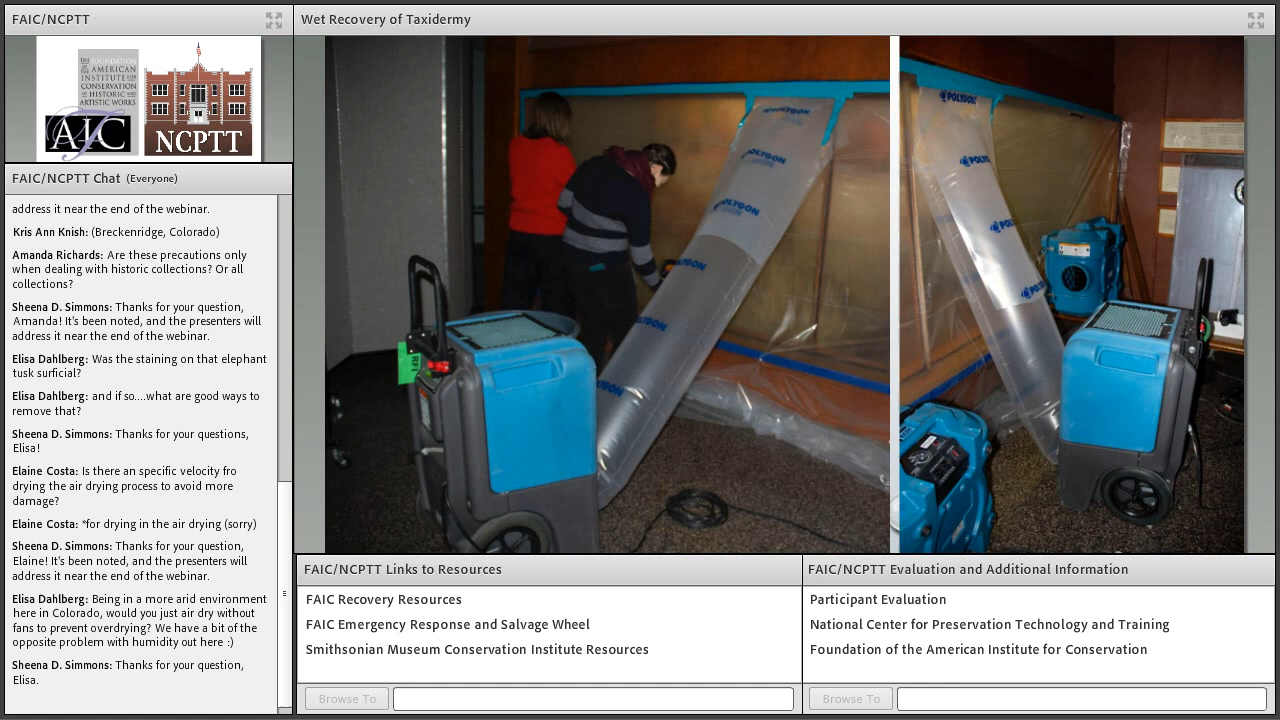 FAIC/NCPTT
THE FOUNDATION
OF THE AMERICAN
INSTITUTE FOR
CONSERVATION
OF HISTORIC AND
ARTISTIC WORKS
AIC
NCPTT
FAIC/NCPTT Chat (Everyone)
address it near the end of the webinar.
Kris Ann Knish: (Breckenridge, Colorado)
Amanda Richards: Are these precautions only
when dealing with historic collections? Or all
collections?
Sheena D. Simmons: Thanks for your question,
Amanda! It's been noted, and the presenters will
address it near the end of the webinar.
Elisa Dahlberg: Was the staining on that elephant
tusk surficial?
Elisa Dahlberg: and if so....what are good ways to
remove that?
Sheena D. Simmons: Thanks for your questions,
Elisa!
Elaine Costa: Is there an specific velocity fro
drying the air drying process to avoid more
damage?
Elaine Costa: *for drying in the air drying (sorry)
Sheena D. Simmons: Thanks for your question,
Elaine! It's been noted, and the presenters will
address it near the end of the webinar.
Elisa Dahlberg: Being in a more arid environment
here in Colorado, would you just air dry without
fans to prevent overdrying? We have a bit of the
opposite problem with humidity out here :)
Sheena D. Simmons: Thanks for your question,
Elisa.
Wet Recovery of Taxidermy
POLYGON
POLYGON
POLYGON
POLYGON
FAIC/NCPTT Links to Resources
FAIC Recovery Resources
FAIC Emergency Response and Salvage Wheel
Smithsonian Museum Conservation Institute Resources
Browse To
FAIC/NCPTT Evaluation and Additional Information
Participant Evaluation
National Center for Preservation Technology and Training
Foundation of the American Institute for Conservation
Browse To